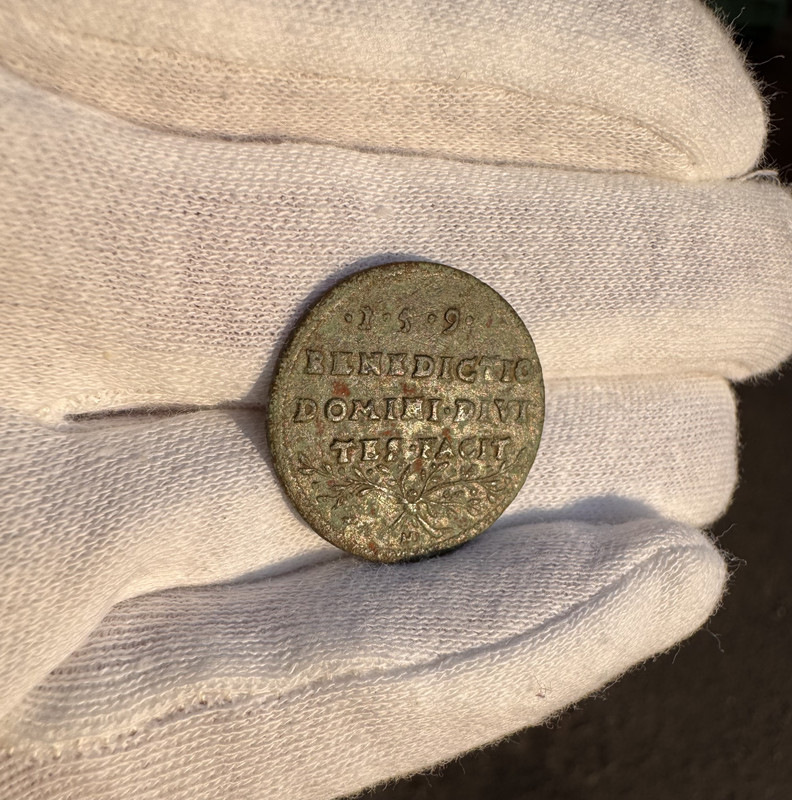 ·1·5·9·
BENEDICTIO
DOMINI·DIVI
TES·FACIT